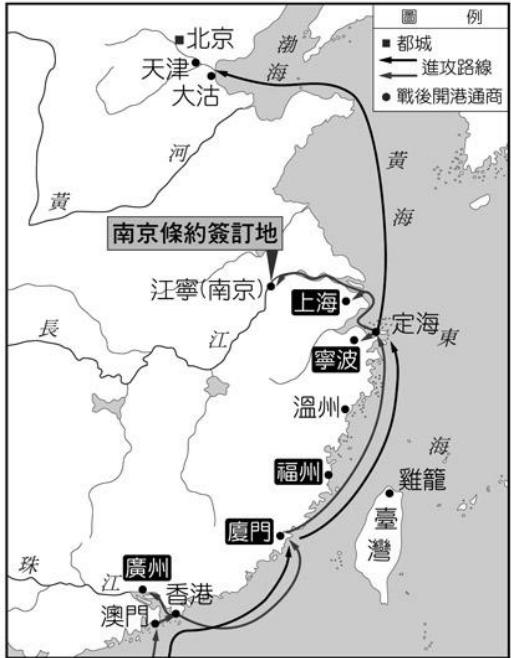 圖例
都城
進攻路線
戰後開港通商
北京
天津
大沽
渤
海
黃
河
黃
海
南京條約簽訂地
江寧(南京)
上海
定海
長
江
寧波
東
海
溫州
福州
雞籠
臺
灣
廈門
珠
江
廣州
香港
澳門